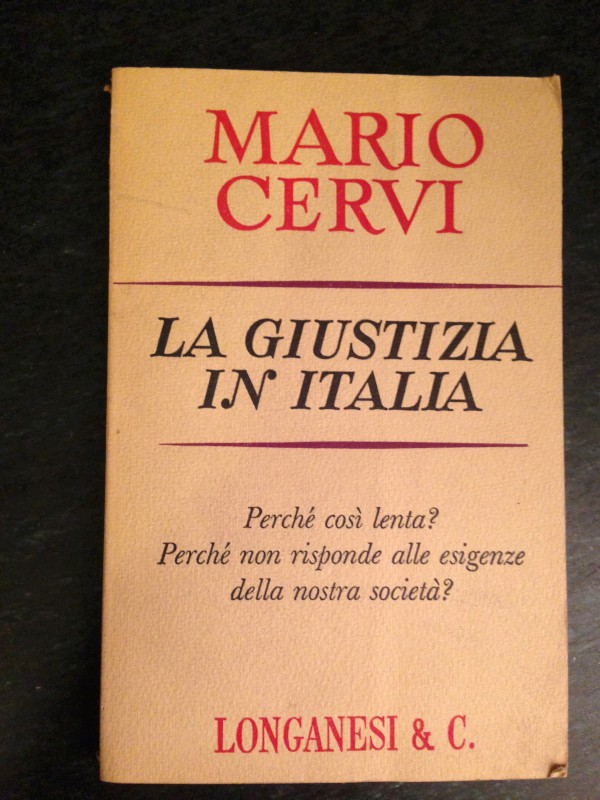 MARIO
CERVI
LA GIUSTIZIA
IN ITALIA
Perché così lenta?
Perché non risponde alle esigenze
della nostra società?
LONGANESI & C.